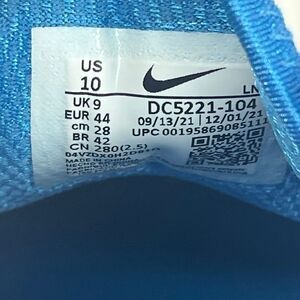 US
10
LN
UK 9
DC5221-104
EUR 44
09/13/21 12/01/21
cm 28
UPC 00195869085111
BR 42
CN 280(2.5)